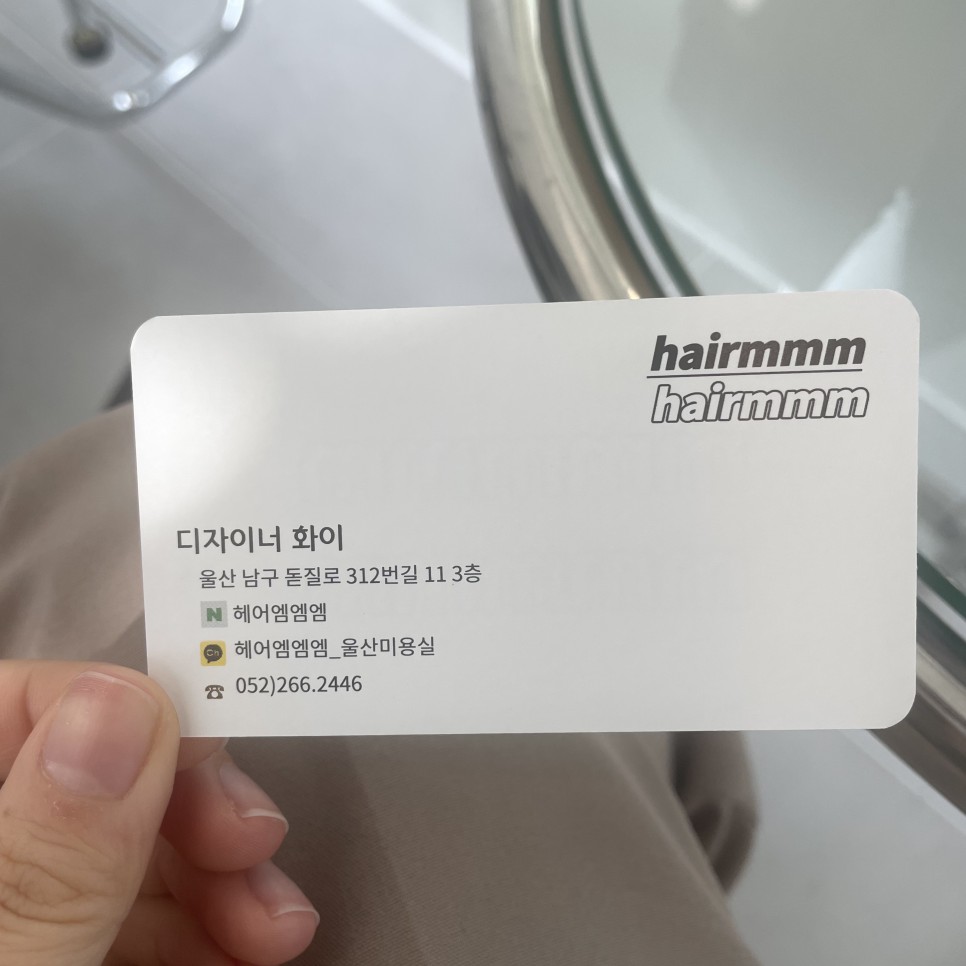 hairmmm
hairmmm
디자이너 화이
울산 남구 돋질로 312번길 11 3층
N 헤어엠엠엠
Ch 헤어엠엠엠_울산미용실
052)266.2446